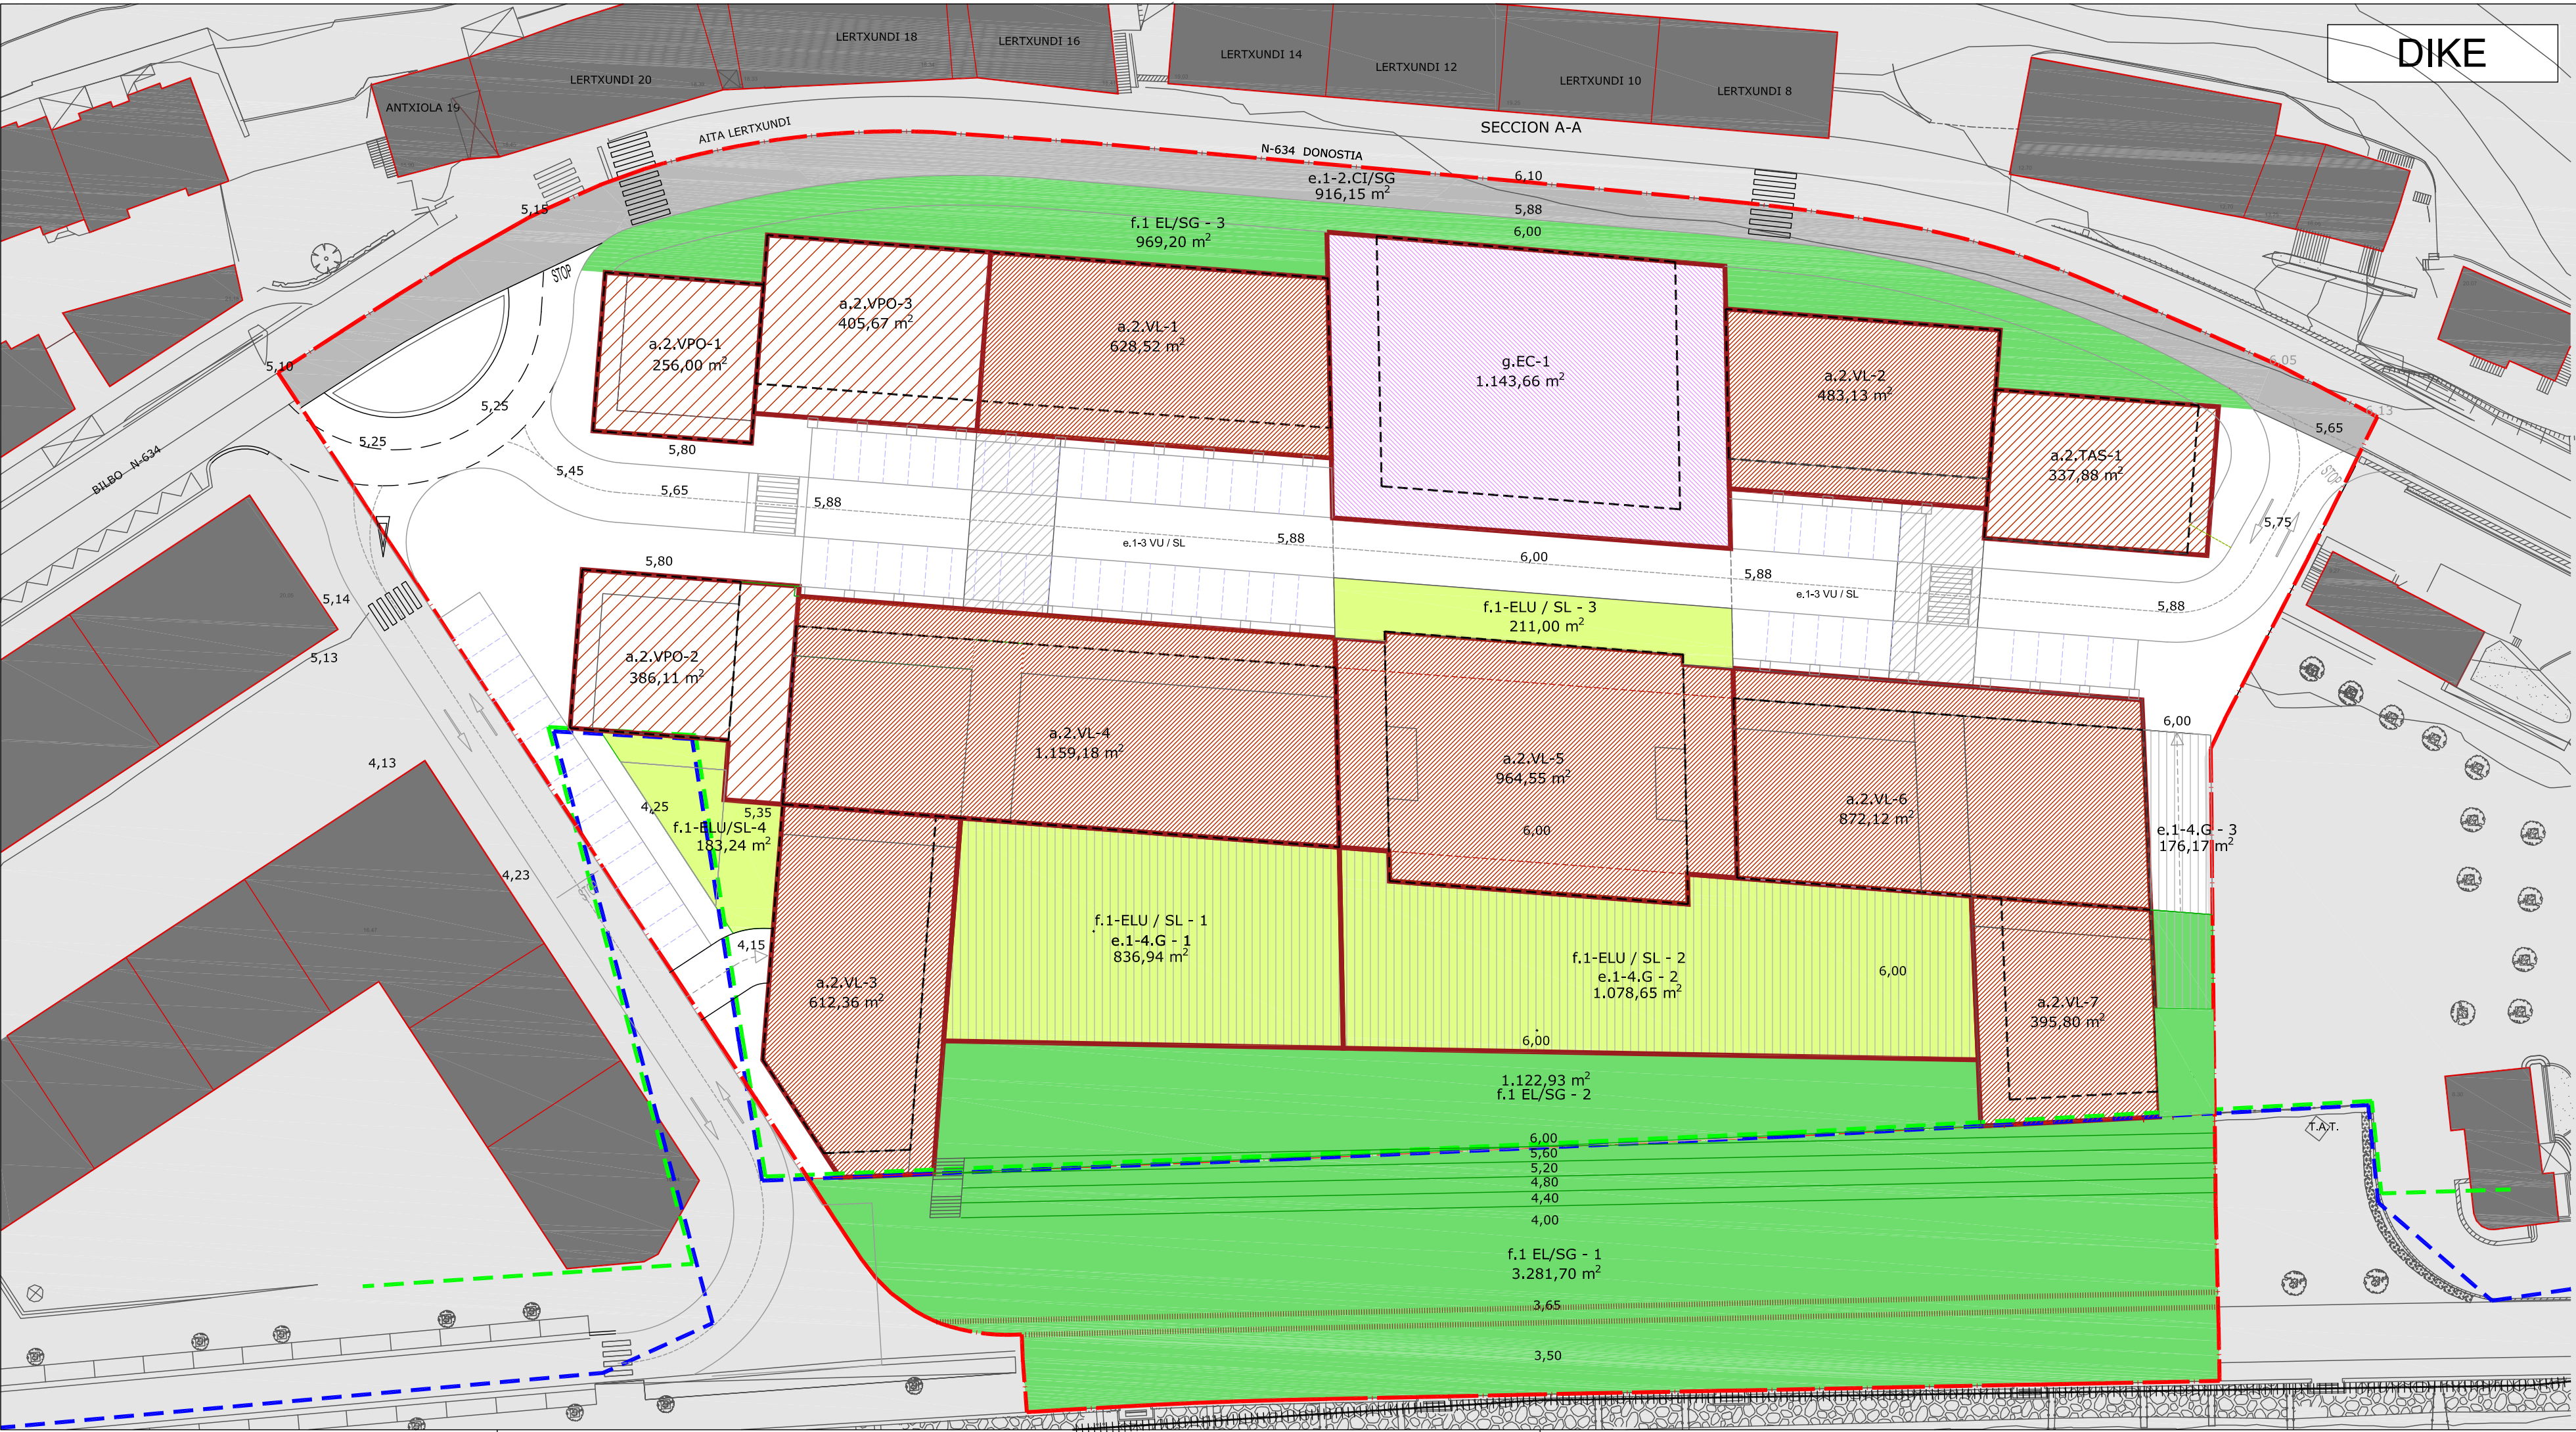 DIKE
LERTXUNDI 18
LERTXUNDI 16
LERTXUNDI 14
LERTXUNDI 12
LERTXUNDI 10
LERTXUNDI 8
LERTXUNDI 20
ANTXIOLA 19
AITA LERTXUNDI
SECCION A-A
N-634 DONOSTIA
e.1-2.CI/SG
916,15 m²
6,10
5,15
5,88
6,00
f.1 EL/SG - 3
969,20 m²
STOP
a.2.VPO-3
405,67 m²
a.2.VL-1
628,52 m²
a.2.VPO-1
256,00 m²
g.EC-1
1.143,66 m²
a.2.VL-2
483,13 m²
6,05
6,13
5,65
5,10
5,25
5,25
5,80
5,45
5,65
5,88
BILBO N-634
a.2.TAS-1
337,88 m²
STOP
5,75
e.1-3 VU / SL
5,88
6,00
5,88
e.1-3 VU / SL
5,88
5,80
5,14
5,13
f.1-ELU / SL - 3
211,00 m²
a.2.VPO-2
386,11 m²
6,00
a.2.VL-4
1.159,18 m²
a.2.VL-5
964,55 m²
6,00
a.2.VL-6
872,12 m²
e.1-4.G - 3
176,17 m²
4,13
4,25
5,35
f.1-ELU/SL-4
183,24 m²
4,23
4,15
f.1-ELU / SL - 1
e.1-4.G - 1
836,94 m²
f.1-ELU / SL - 2
e.1-4.G - 2
1.078,65 m²
6,00
a.2.VL-3
612,36 m²
a.2.VL-7
395,80 m²
6,00
1.122,93 m²
f.1 EL/SG - 2
T.A.T.
6,00
5,60
5,20
4,80
4,40
4,00
f.1 EL/SG - 1
3.281,70 m²
3,65
3,50